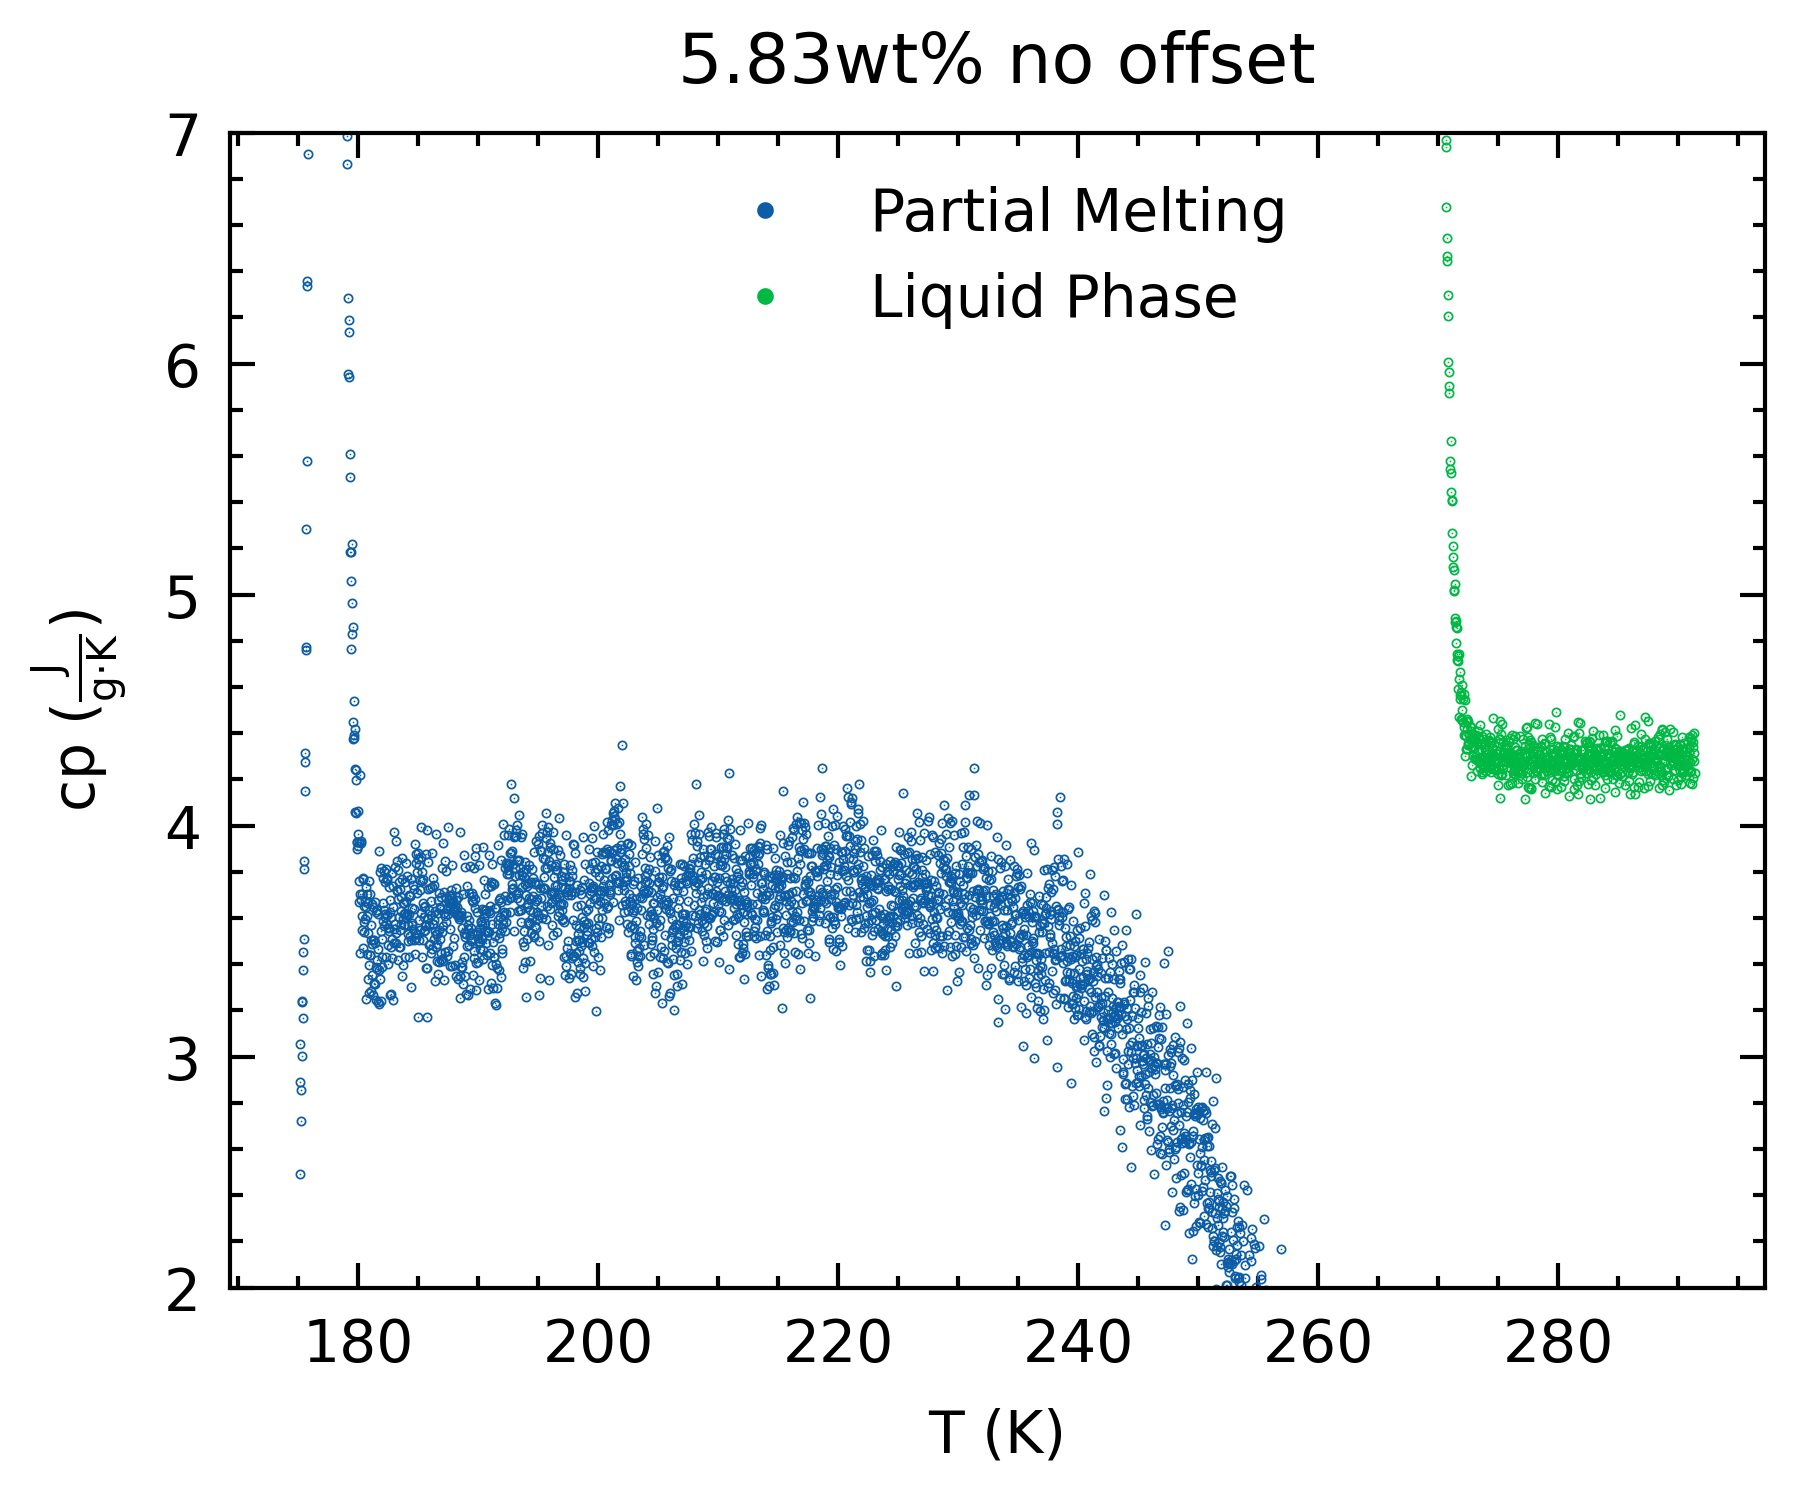 5.83wt% no offset
7
6
5
4
3
2
cp (J/g·K)
Partial Melting
Liquid Phase
180 200 220 240 260 280
T (K)